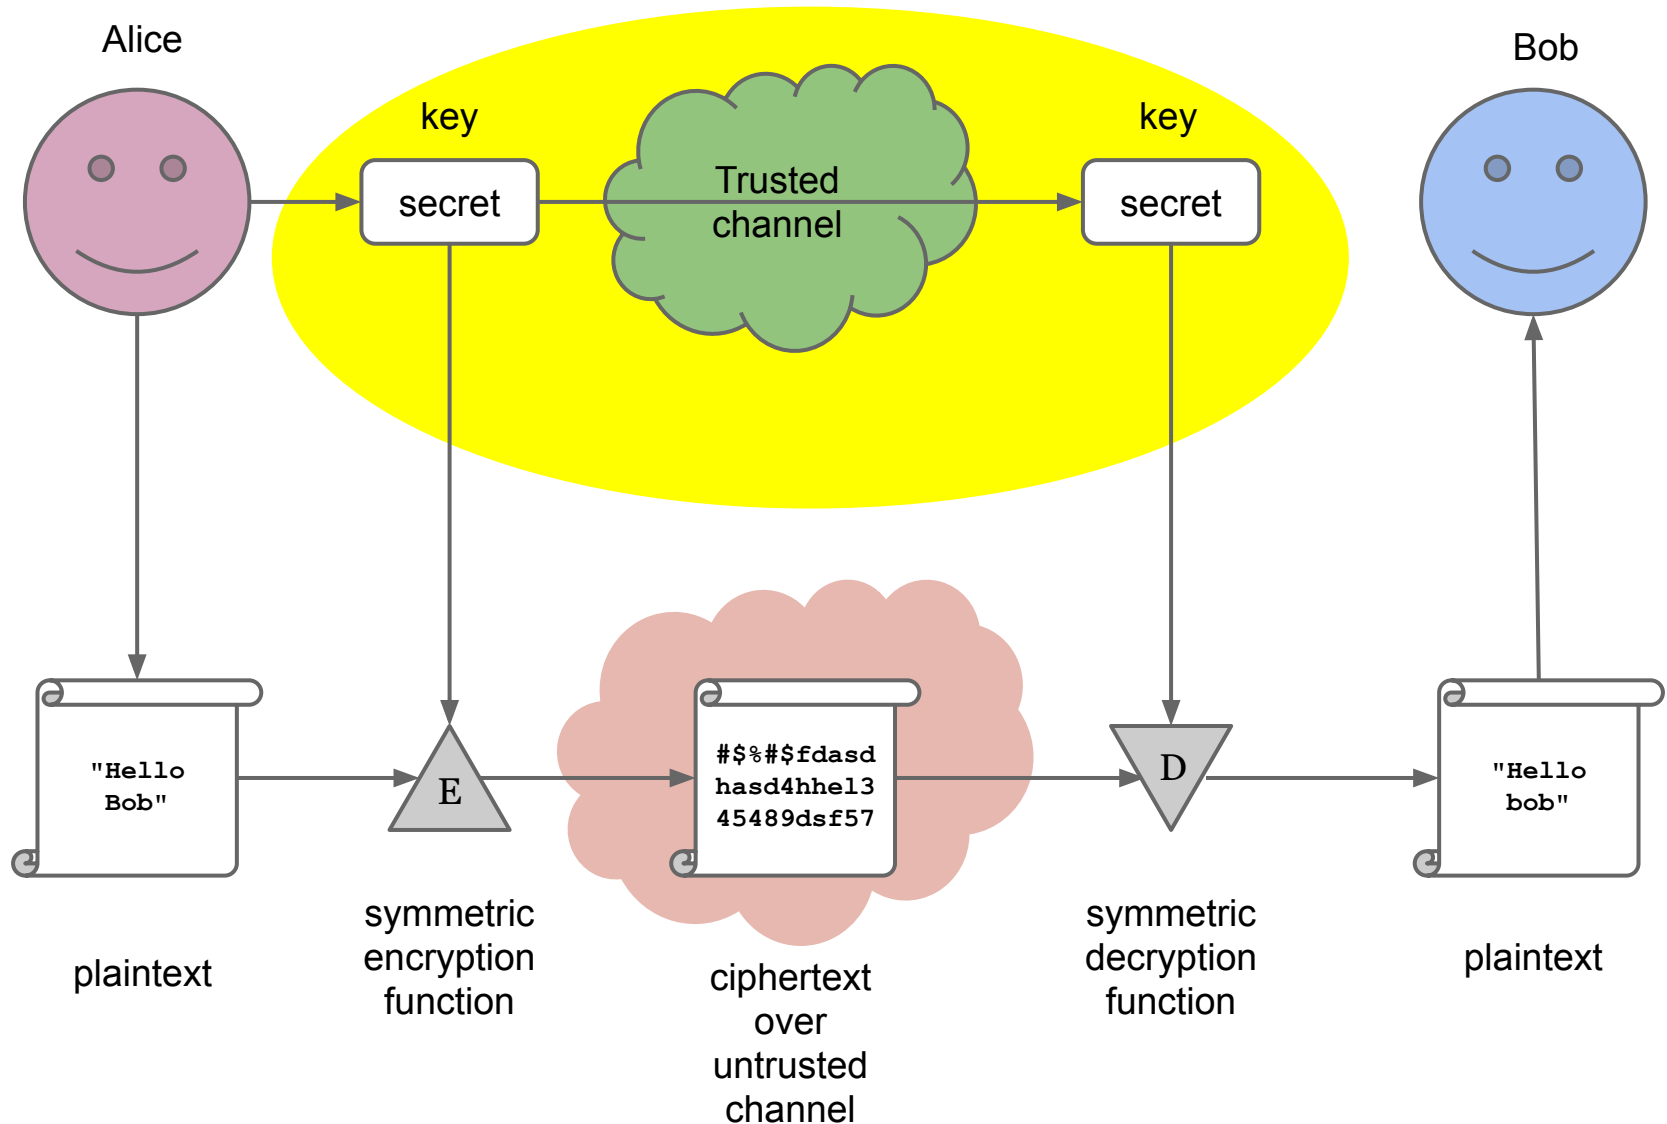 Alice
Bob
key
key
secret
Trusted
channel
secret
"Hello
Bob"
E
#$%#$fdasd
hasd4hhel3
45489dsf57
D
"Hello
bob"
plaintext
symmetric
encryption
function
ciphertext
over
untrusted
channel
symmetric
decryption
function
plaintext